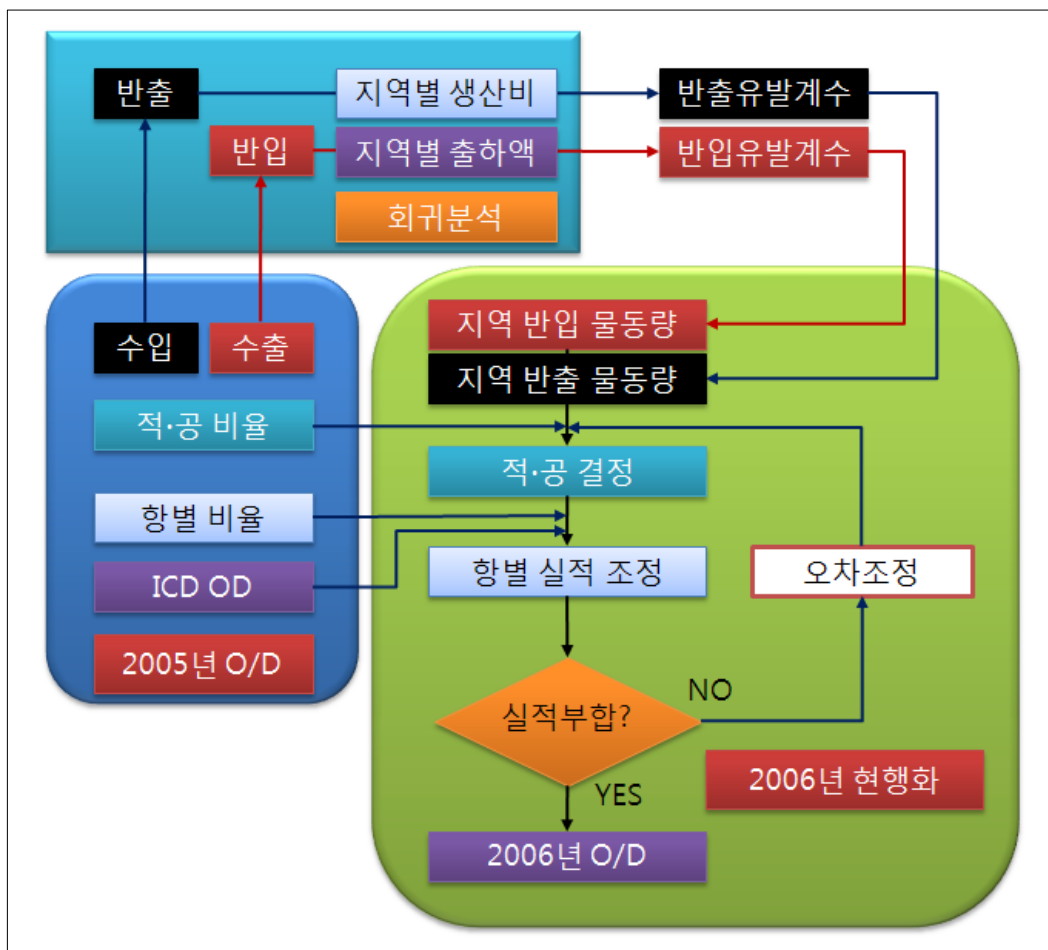 반출
지역별 생산비
반출유발계수
반입
지역별 출하액
반입유발계수
회귀분석
수입
수출
적·공 비율
항별 비율
ICD OD
2005년 O/D
지역 반입 물동량
지역 반출 물동량
적·공 결정
항별 실적 조정
오차조정
실적부합?
NO
YES
2006년 현행화
2006년 O/D